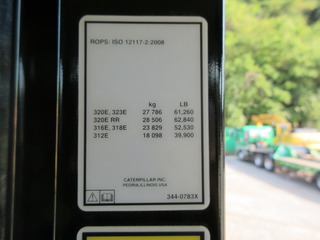 ROPS: ISO 12117-2:2008
kg LB
320E, 323E 27 786 61,260
320E RR 28 506 62,840
316E, 318E 23 829 52,530
312E 18 098 39,900
CATERPILLAR INC.
PEORIA,ILLINOIS,USA
344-0783X